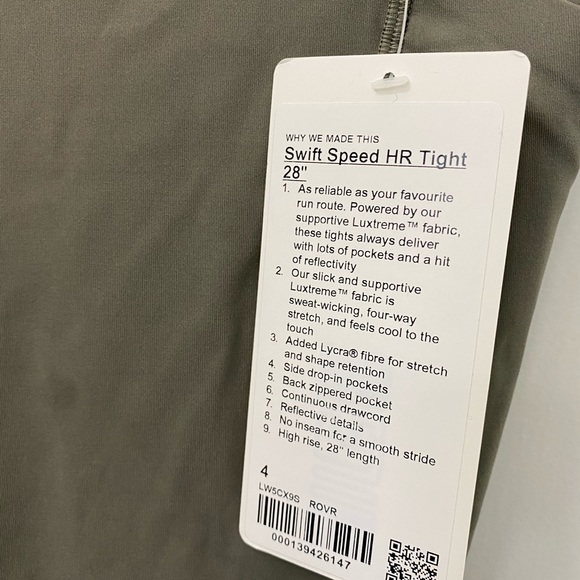 WHY WE MADE THIS
Swift Speed HR Tight
28"
1. As reliable as your favourite
run route. Powered by our
supportive Luxtreme™ fabric,
these tights always deliver
with lots of pockets and a hit
of reflectivity
2. Our slick and supportive
Luxtreme™ fabric is
sweat-wicking, four-way
stretch, and feels cool to the
touch
3. Added Lycra® fibre for stretch
and shape retention
4. Side drop-in pockets
5. Back zippered pocket
6. Continuous drawcord
7. Reflective details
8. No inseam for a smooth stride
9. High rise, 28" length
4
LW5CX9S ROVR
000139426147